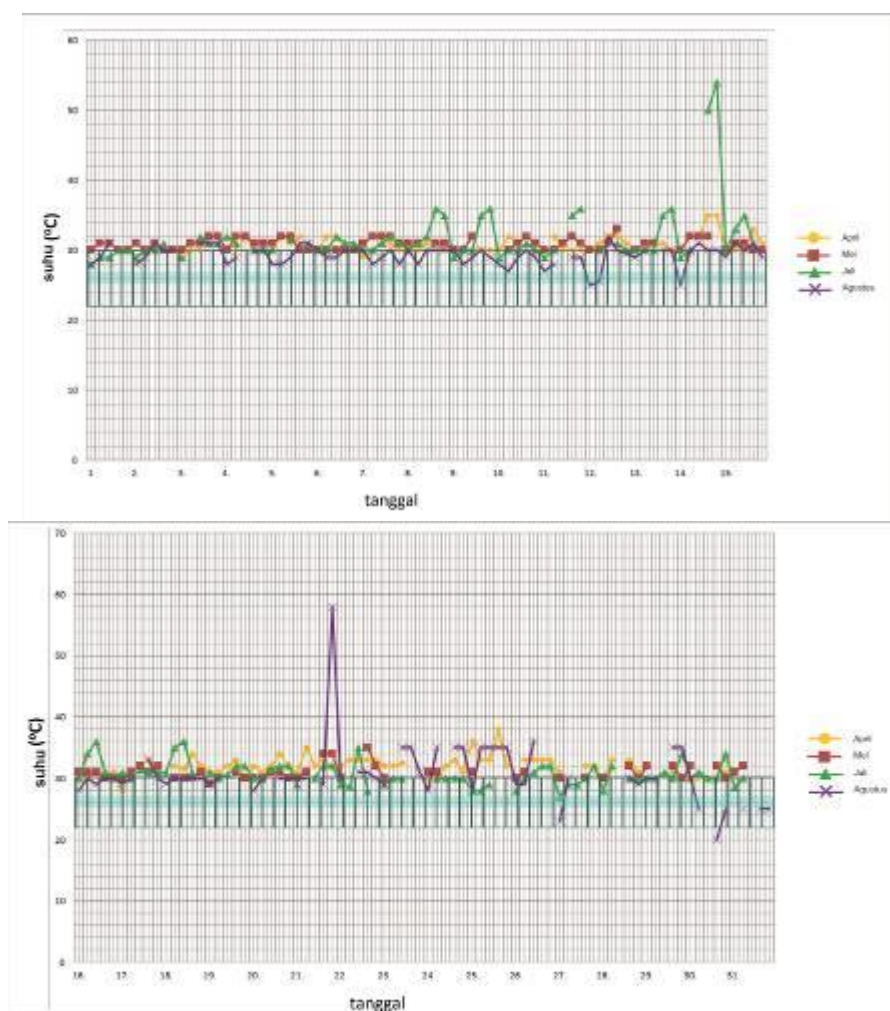 60
50
40
30
20
10
0
suhu (°C)
1. 2. 3. 4. 5. 6. 7. 8. 9. 10. 11. 12. 13. 14. 15.
tanggal
April
Mei
Juli
Agustus
70
60
50
40
30
20
10
0
suhu (°C)
16. 17. 18. 19. 20. 21. 22 23. 24 25. 26. 27. 28. 29. 30. 31.
tanggal
April
Mei
Juli
Agustus